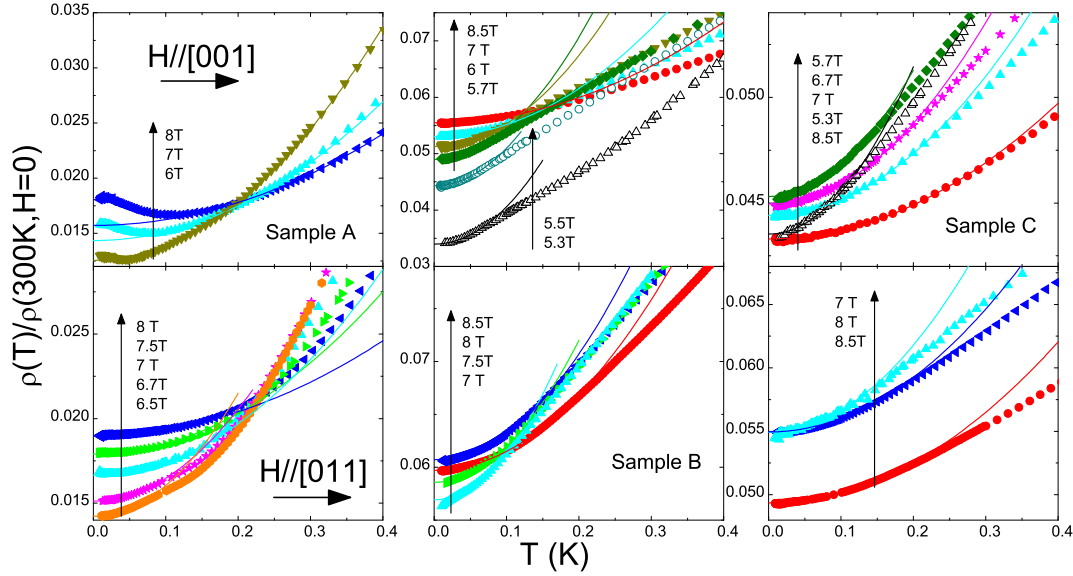 ρ(T)/ρ(300K,H=0)
0.035
0.030
0.025
0.020
0.015
H//[001]
8T
7T
6T
Sample A
0.07
0.06
0.05
0.04
0.03
8.5T
7 T
6 T
5.7T
5.5T
5.3T
0.050
0.045
5.7T
6.7T
7 T
5.3T
8.5T
Sample C
0.025
0.020
0.015
8 T
7.5T
7 T
6.7T
6.5T
H//[011]
0.0 0.1 0.2 0.3 0.4
0.07
0.06
8.5T
8 T
7.5T
7 T
Sample B
0.0 0.1 0.2 0.3 0.4
0.065
0.060
0.055
0.050
7 T
8 T
8.5T
0.0 0.1 0.2 0.3 0.4
T (K)